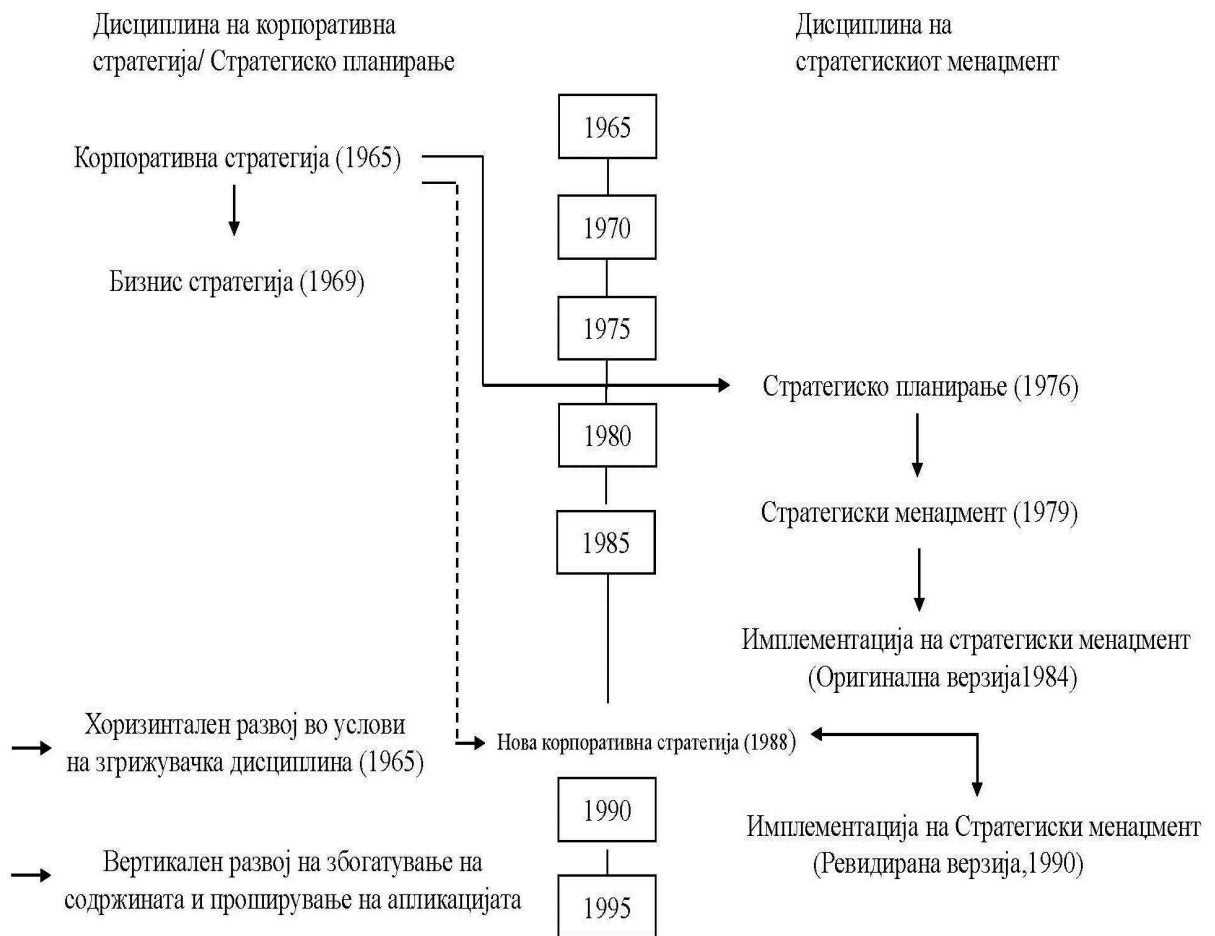 Дисциплина на корпоративна
стратегија/ Стратегиско планирање
Дисциплина на
стратегискиот менаџмент
1965
Корпоративна стратегија (1965)
1970
Бизнис стратегија (1969)
1975
Стратегиско планирање (1976)
1980
Стратегиски менаџмент (1979)
1985
Имплементација на стратегиски менаџмент
(Оригинална верзија1984)
Хоризинтален развој во услови
на згрижувачка дисциплина (1965)
Нова корпоративна стратегија (1988)
1990
Имплементација на Стратегиски менаџмент
(Ревидирана верзија,1990)
Вертикален развој на збогатување на
содржината и проширување на апликацијата
1995